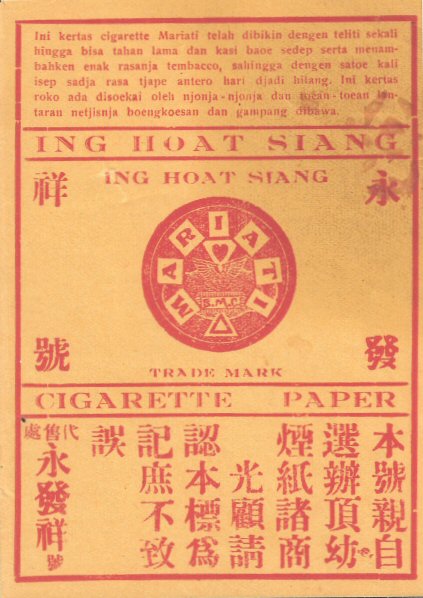 Ini kertas cigarette Mariati telah dibikin dengen teliti sekali
hingga bisa tahan lama dan kasi baoe sedep serta menam-
bahken enak rasanja tembacco, sahingga dengen satoe kali
isep sadja rasa tjape antero hari djadi hilang. Ini kertas
roko ada disoekai oleh njonja-njonja dan toean-toean lan-
taran netjisnja boengkoesan en gampang dibawa.
ING HOAT SIANG
ING HOAT SIANG
永發
祥號
MARIATI
S.M.C.
TRADE MARK
CIGARETTE PAPER
本號親自
選辦頂幼
煙紙諸商
光顧請
認本標為
記庶不致
誤
代售處
永發祥號